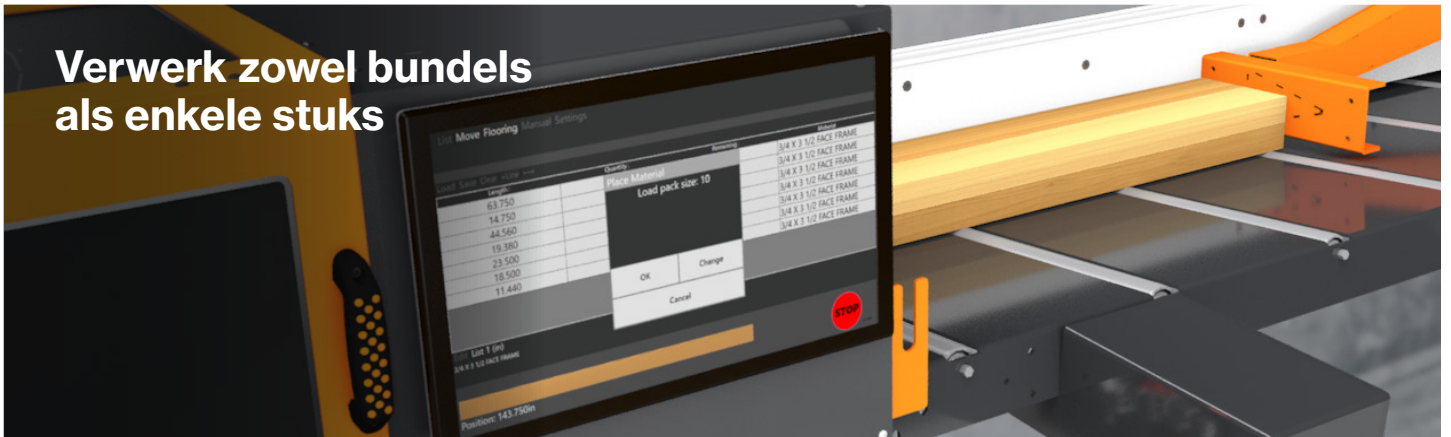 Verwerk zowel bundels
als enkele stuks
List Move Flooring Manual Settings
Load Save Clear +Line
Length Quantity Remaining Material
63.750 3/4 X 3 1/2 FACE FRAME
14.750 3/4 X 3 1/2 FACE FRAME
44.560 3/4 X 3 1/2 FACE FRAME
19.380 3/4 X 3 1/2 FACE FRAME
23.500 3/4 X 3 1/2 FACE FRAME
18.500 3/4 X 3 1/2 FACE FRAME
11.440 3/4 X 3 1/2 FACE FRAME
Place Material
Load pack size: 10
OK Change
Cancel
STOP
List 1 (in)
3/4 X 3 1/2 FACE FRAME
Position: 143.750in